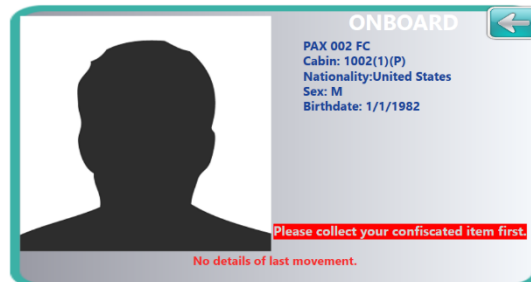 ONBOARD
PAX 002 FC
Cabin: 1002(1)(P)
Nationality:United States
Sex: M
Birthdate: 1/1/1982
Please collect your confiscated item first.
No details of last movement.